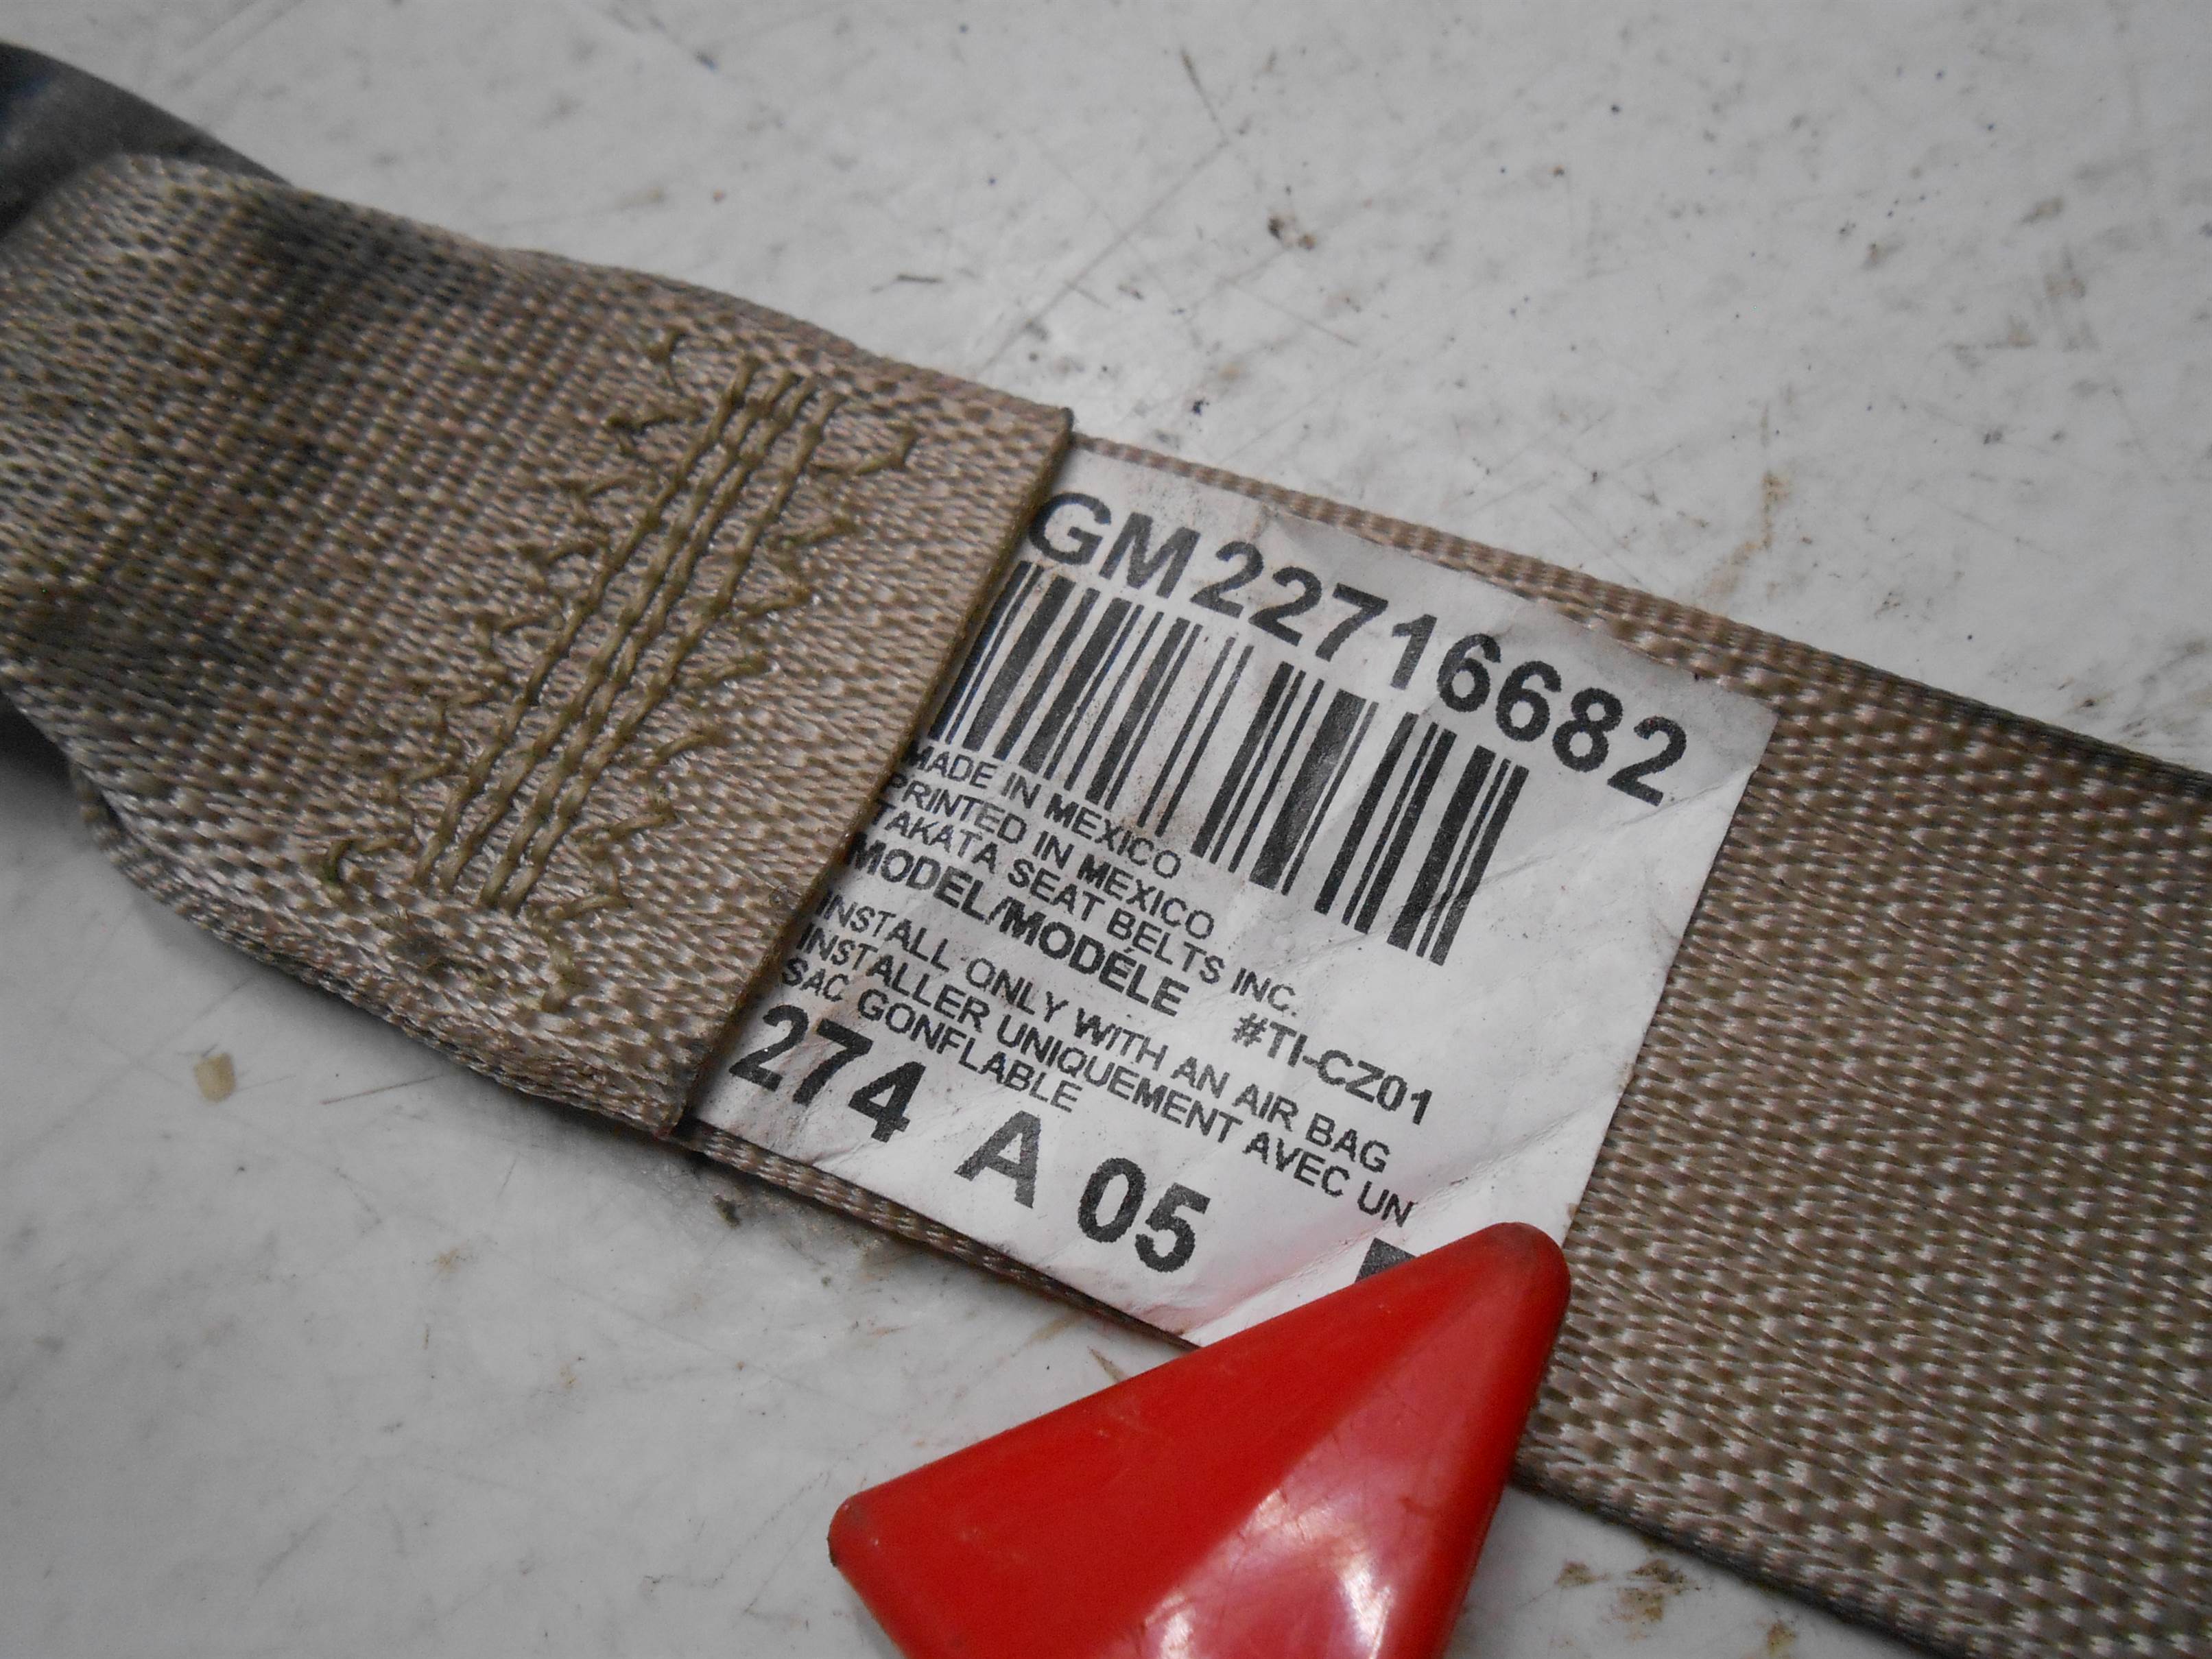 GM22716682
MADE IN MEXICO
PRINTED IN MEXICO
TAKATA SEAT BELTS INC.
MODEL/MODÈLE #TI-CZ01
INSTALL ONLY WITH AN AIR BAG
INSTALLER UNIQUEMENT AVEC UN
SAC GONFLABLE
274 A 05